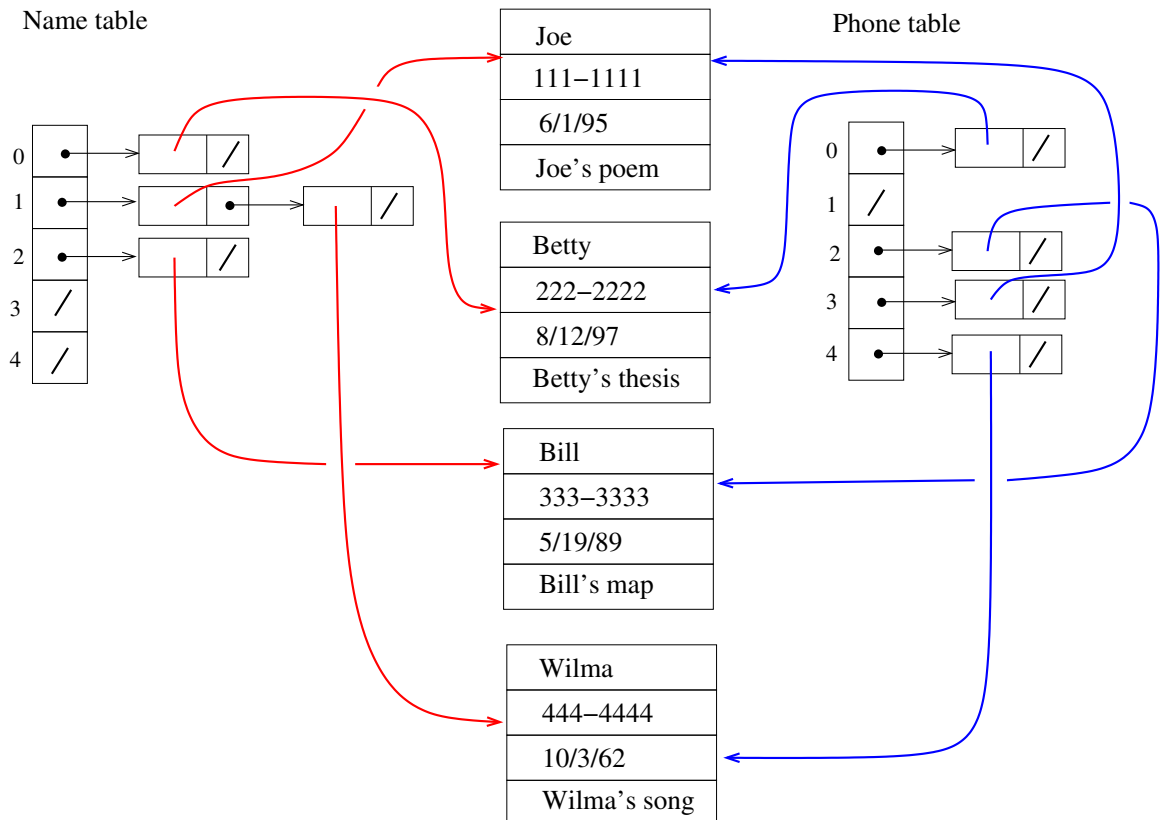 Name table
0
1
2
3
4
Joe
111−1111
6/1/95
Joe's poem
Betty
222−2222
8/12/97
Betty's thesis
Bill
333−3333
5/19/89
Bill's map
Wilma
444−4444
10/3/62
Wilma's song
Phone table
0
1
2
3
4